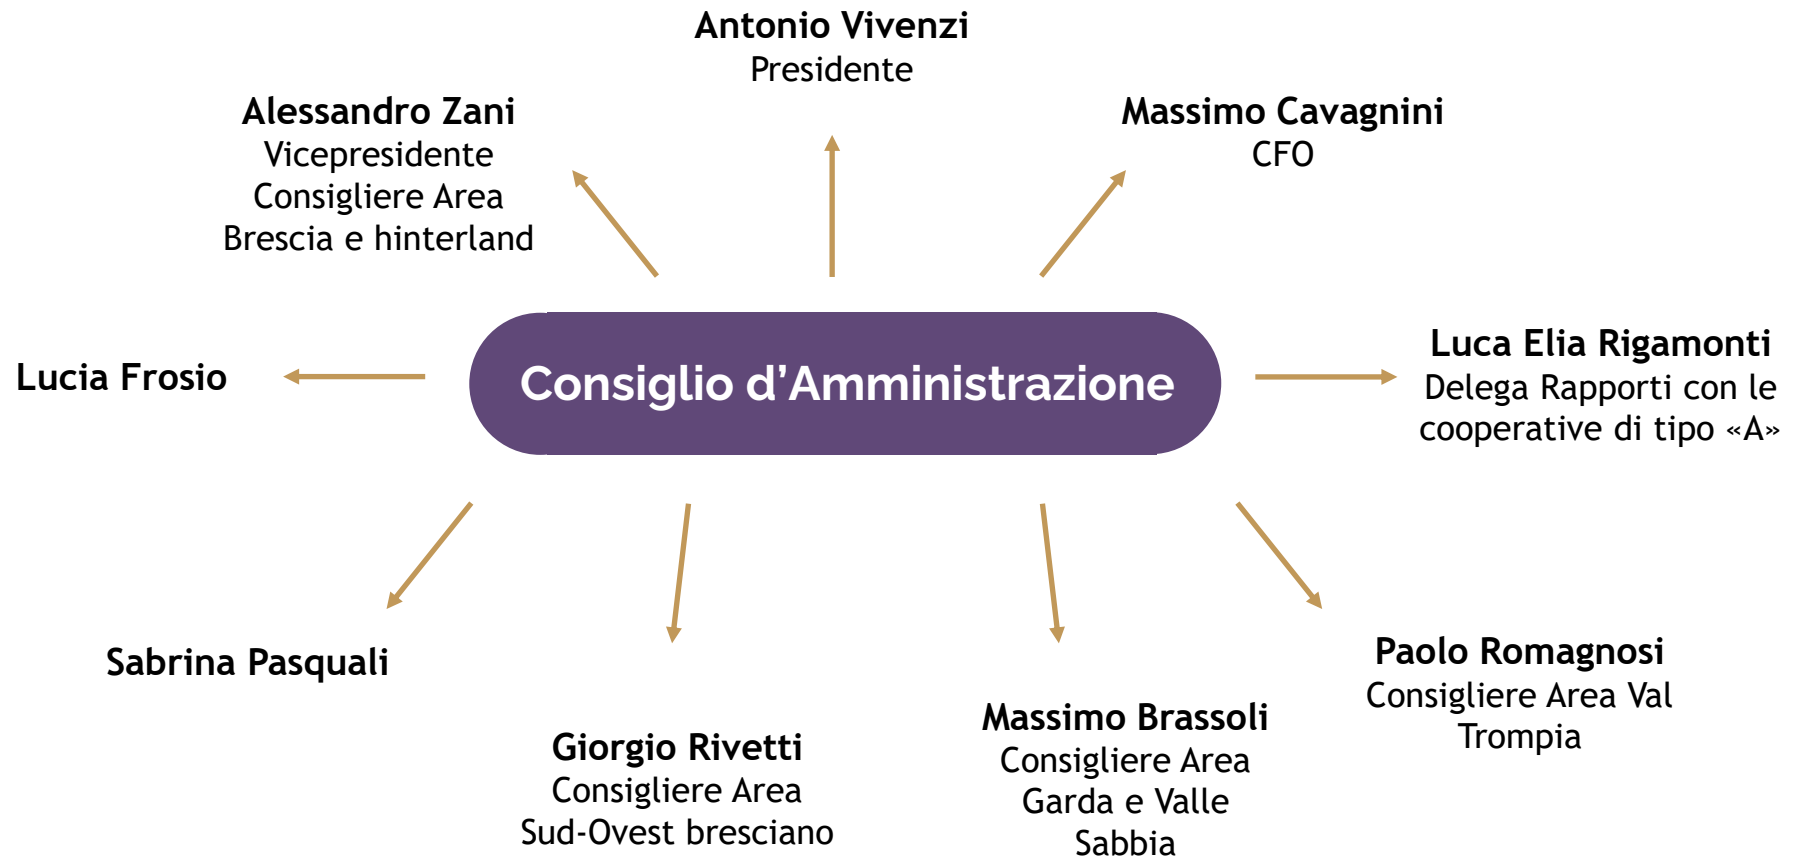 Antonio Vivenzi
Presidente
Alessandro Zani
Vicepresidente
Consigliere Area
Brescia e hinterland
Massimo Cavagnini
CFO
Lucia Frosio
Consiglio d’Amministrazione
Luca Elia Rigamonti
Delega Rapporti con le
cooperative di tipo «A»
Sabrina Pasquali
Giorgio Rivetti
Consigliere Area
Sud-Ovest bresciano
Massimo Brassoli
Consigliere Area
Garda e Valle
Sabbia
Paolo Romagnosi
Consigliere Area Val
Trompia